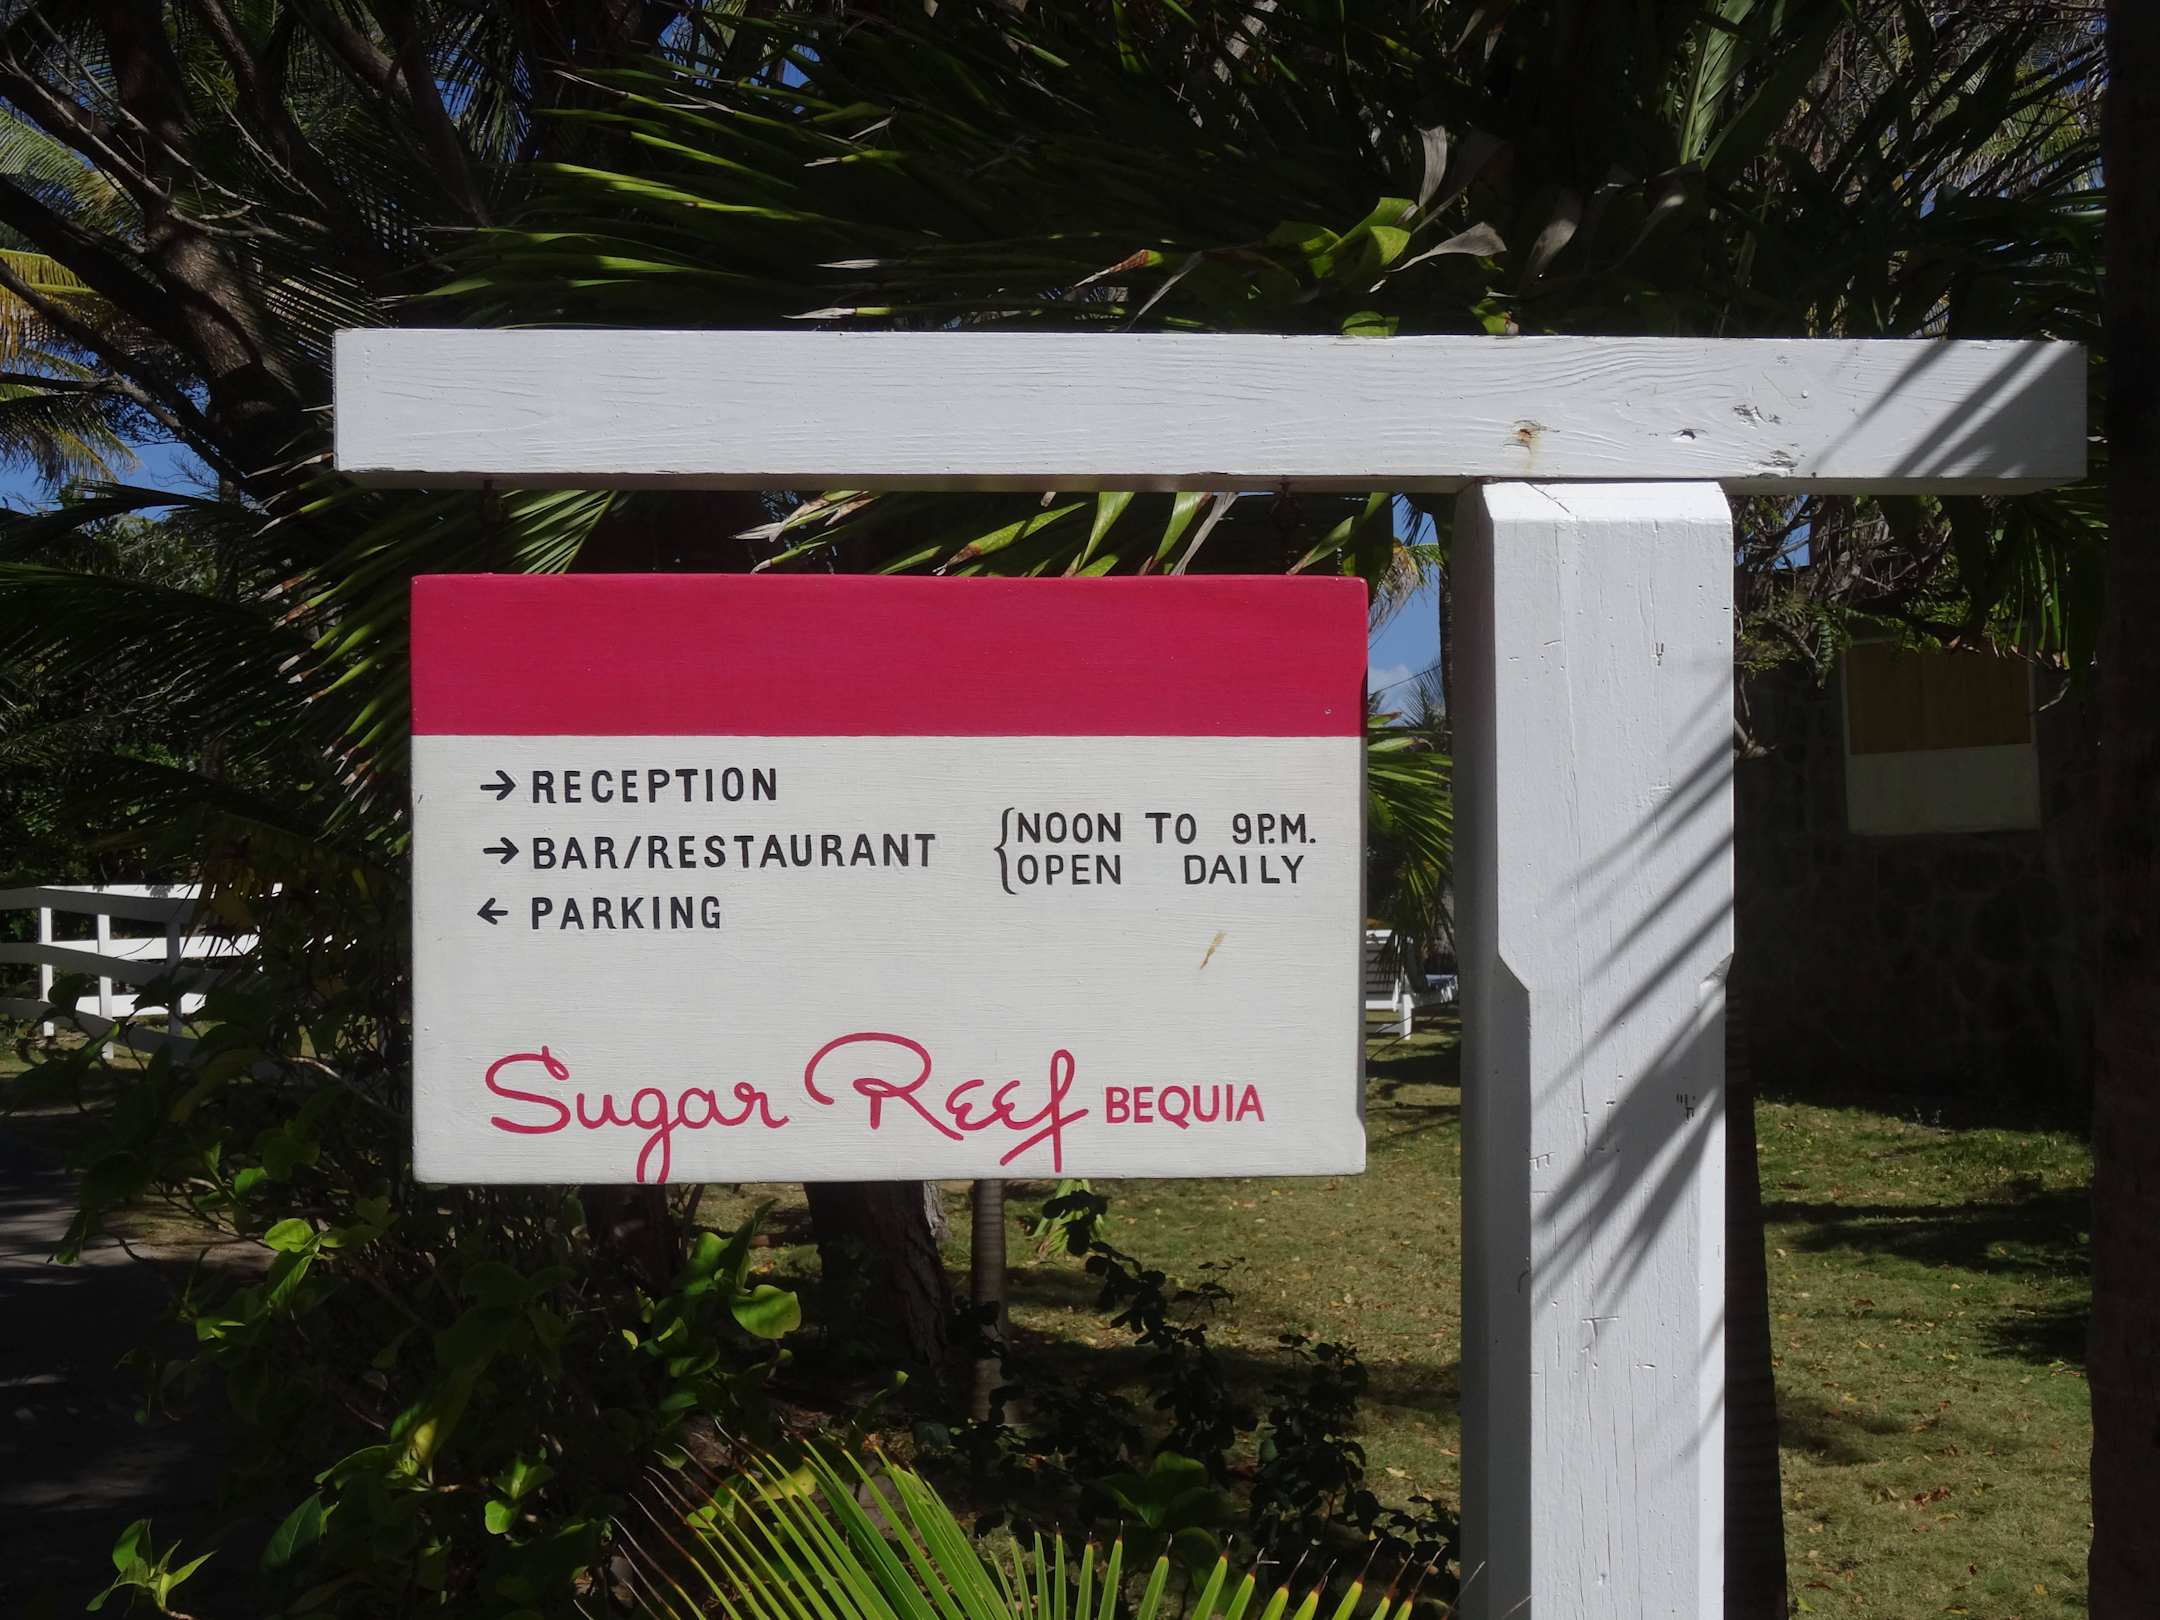 → RECEPTION
→ BAR/RESTAURANT { NOON TO 9P.M.
OPEN DAILY
← PARKING
Sugar Reef BEQUIA